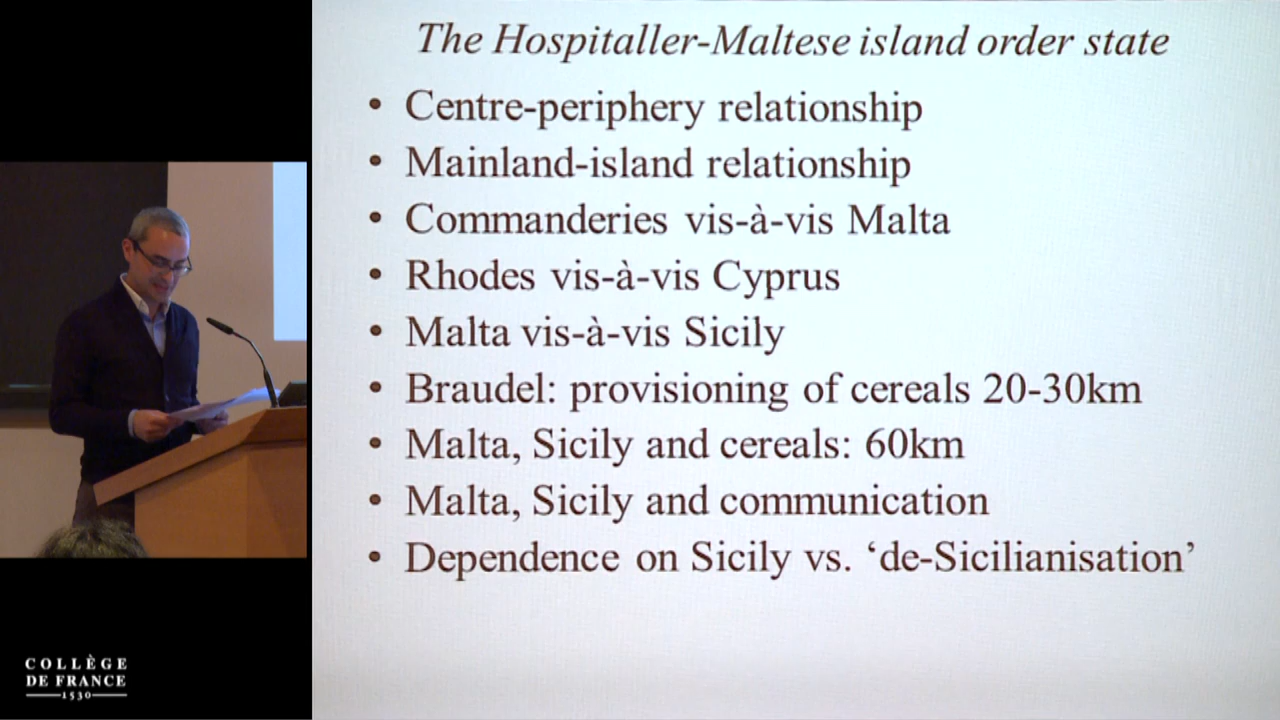 The Hospitaller-Maltese island order state
• Centre-periphery relationship
• Mainland-island relationship
• Commanderies vis-à-vis Malta
• Rhodes vis-à-vis Cyprus
• Malta vis-à-vis Sicily
• Braudel: provisioning of cereals 20-30km
• Malta, Sicily and cereals: 60km
• Malta, Sicily and communication
• Dependence on Sicily vs. ‘de-Sicilianisation’
COLLÈGE
DE FRANCE
1530